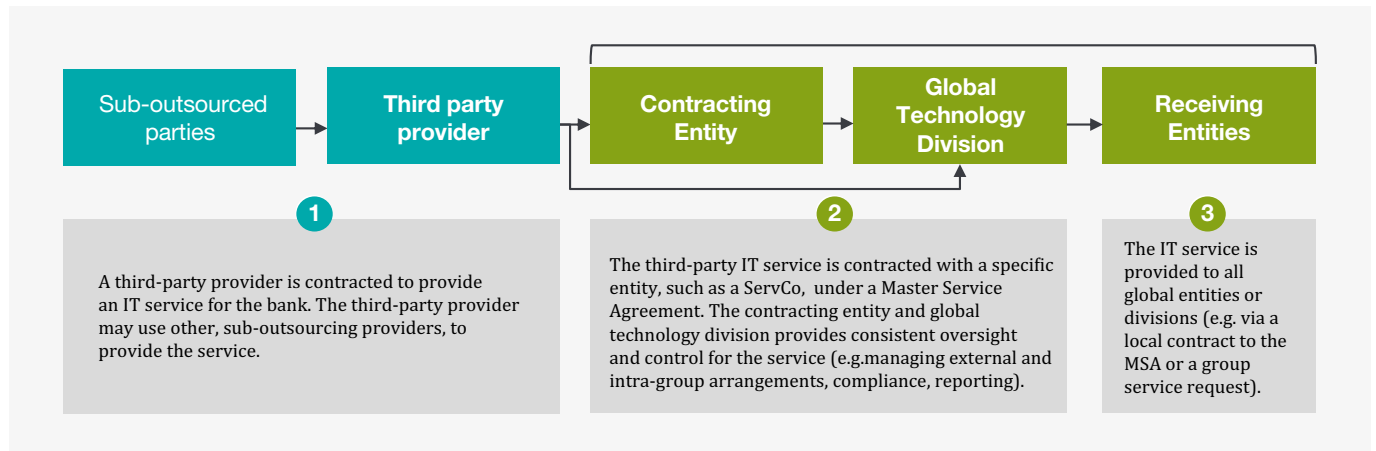 Sub-outsourced
parties
Third party
provider
Contracting
Entity
Global
Technology
Division
Receiving
Entities
1
A third-party provider is contracted to provide
an IT service for the bank. The third-party provider
may use other, sub-outsourcing providers, to
provide the service.
2
The third-party IT service is contracted with a specific
entity, such as a ServCo,  under a Master Service
Agreement. The contracting entity and global
technology division provides consistent oversight
and control for the service (e.g.managing external and
intra-group arrangements, compliance, reporting).
3
The IT service is
provided to all
global entities or
divisions (e.g. via a
local contract to the
MSA or a group
service request).